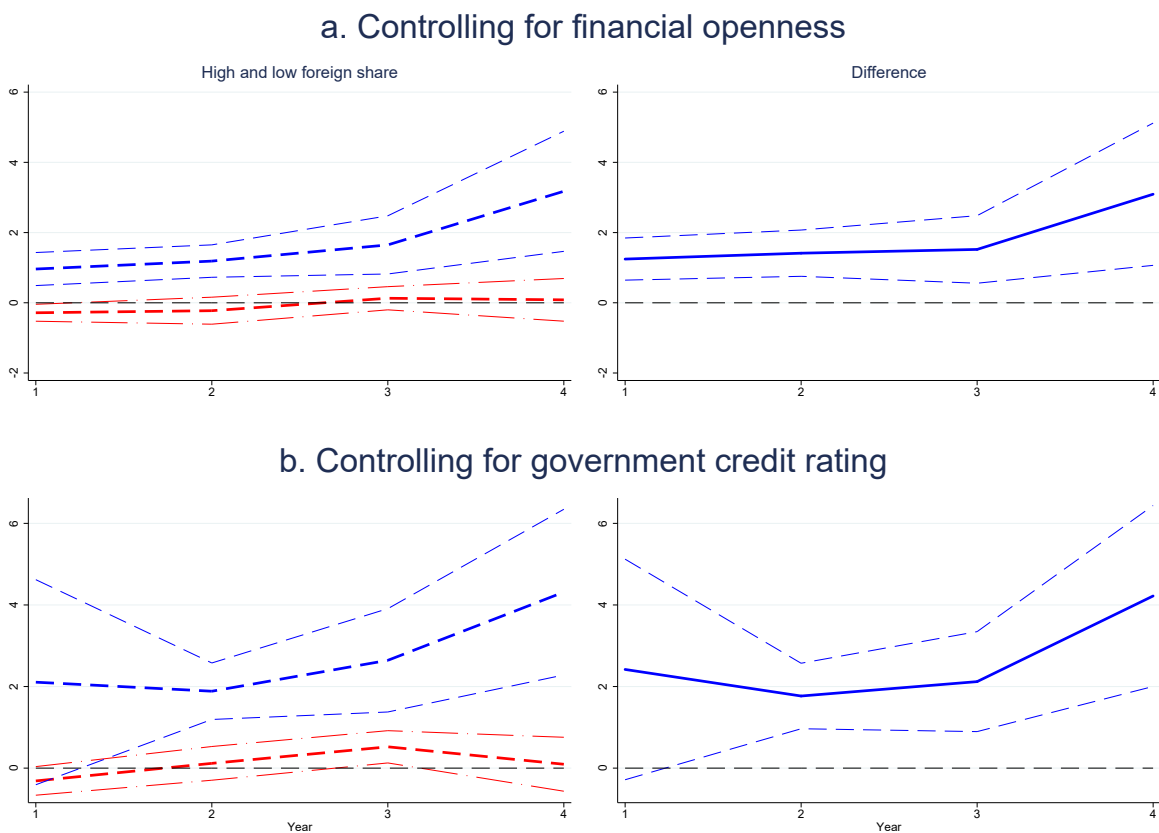 a. Controlling for financial openness
High and low foreign share
Difference
6
4
2
0
-2
1 2 3 4
6
4
2
0
-2
1 2 3 4
b. Controlling for government credit rating
6
4
2
0
1 2 3 4
Year
6
4
2
0
1 2 3 4
Year